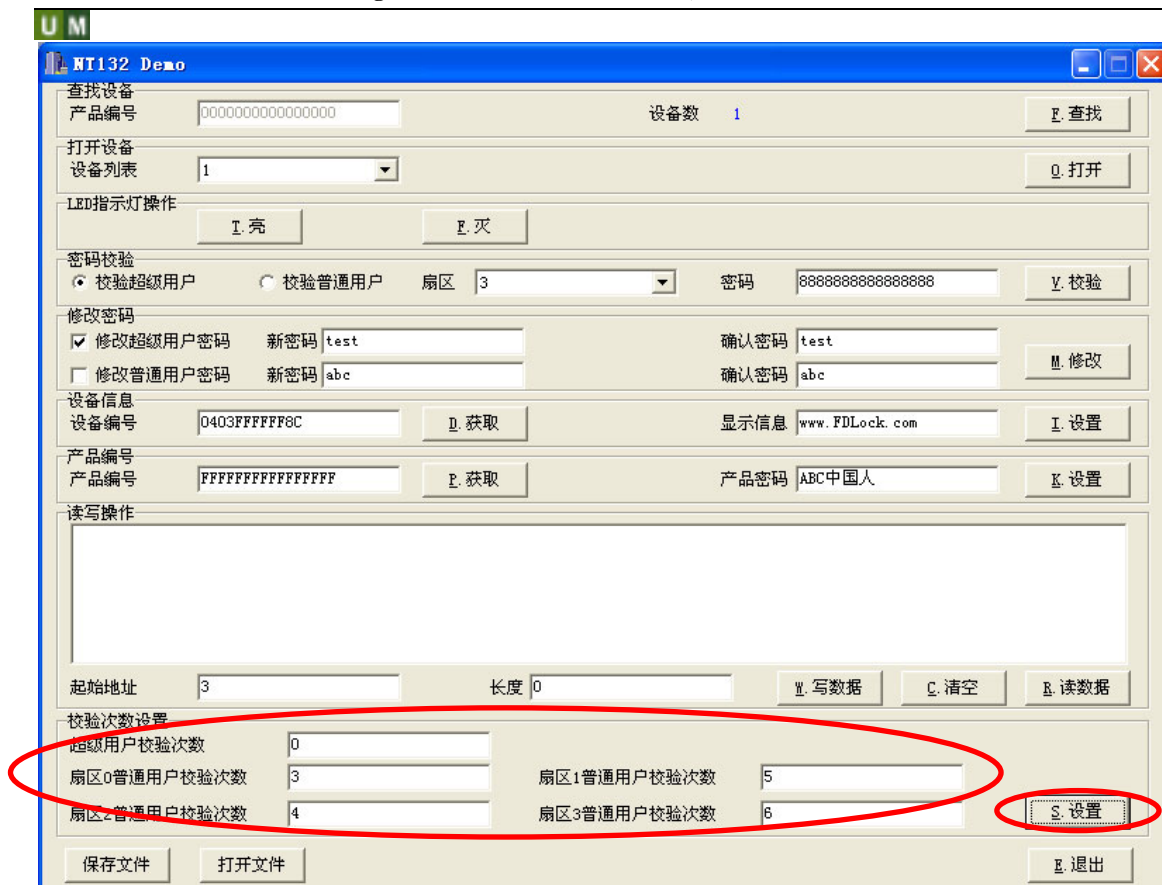 U M
NT132 Demo
查找设备
产品编号 0000000000000000 设备数 1 F.查找
打开设备
设备列表 1 O.打开
LED指示灯操作
T.亮 F.灭
密码校验
校验超级用户 校验普通用户 扇区 3 密码 8888888888888888 V.校验
修改密码
修改超级用户密码 新密码 test 确认密码 test
M.修改
修改普通用户密码 新密码 abc 确认密码 abc
设备信息
设备编号 0403FFFFFF8C D.获取 显示信息 www.FDLock.com I.设置
产品编号
产品编号 FFFFFFFFFFFFFFFF P.获取 产品密码 ABC中国人 K.设置
读写操作
起始地址 3 长度 0 W.写数据 C.清空 R.读数据
校验次数设置
超级用户校验次数 0
扇区0普通用户校验次数 3 扇区1普通用户校验次数 5
扇区2普通用户校验次数 4 扇区3普通用户校验次数 6 S.设置
保存文件 打开文件 E.退出